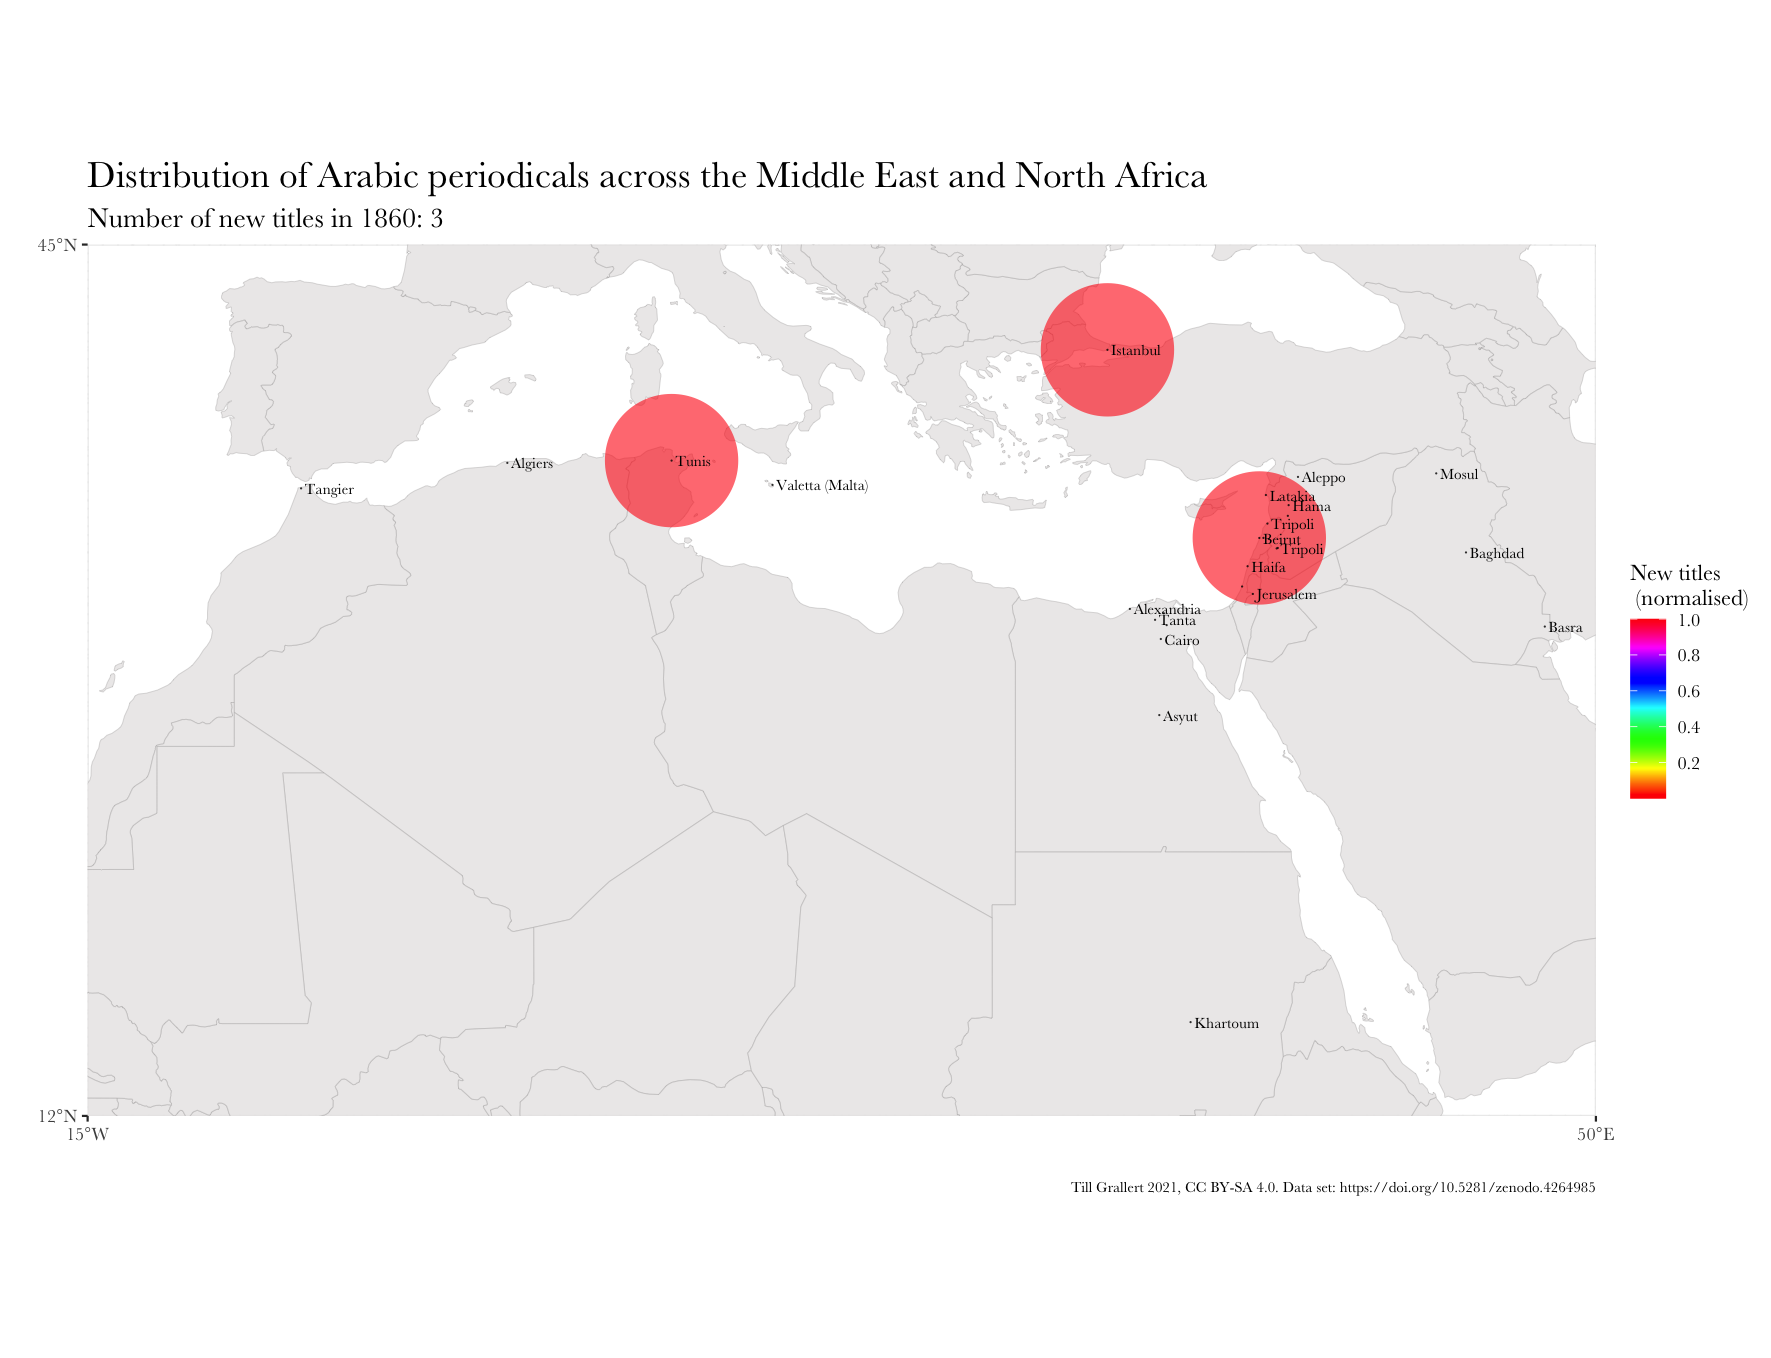 Distribution of Arabic periodicals across the Middle East and North Africa
Number of new titles in 1860: 3
45°N
Istanbul
Algiers
Tunis
Tangier
Valetta (Malta)
Aleppo
Mosul
Latakia
Hama
Tripoli
Beirut
Tripoli
Baghdad
Haifa
Jerusalem
Alexandria
Tanta
Cairo
Basra
Asyut
Khartoum
New titles
(normalised)
1.0
0.8
0.6
0.4
0.2
12°N
15°W
50°E
Till Grallert 2021, CC BY-SA 4.0. Data set: https://doi.org/10.5281/zenodo.4264985